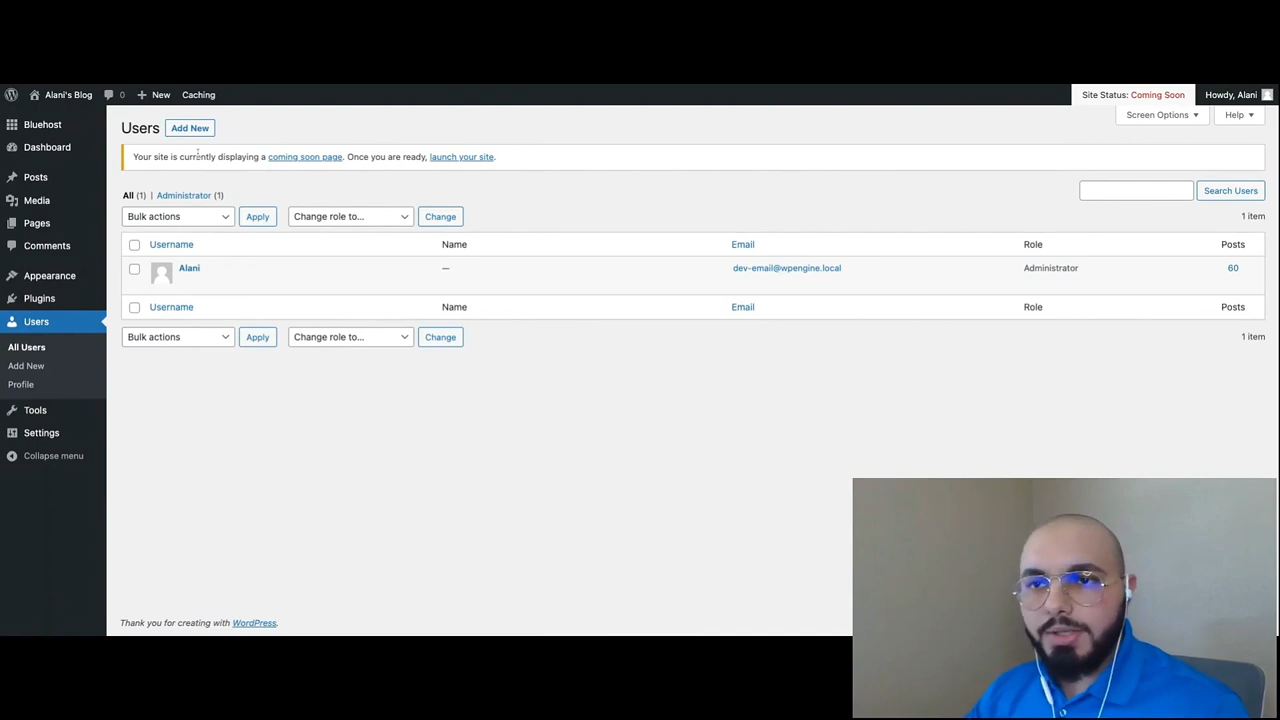 Alani's Blog 0 New Caching Site Status: Coming Soon Howdy, Alani
Bluehost
Dashboard
Posts
Media
Pages
Comments
Appearance
Plugins
Users
All Users
Add New
Profile
Tools
Settings
Collapse menu
Screen Options Help
Users Add New
Your site is currently displaying a coming soon page. Once you are ready, launch your site.
All (1) | Administrator (1)
Search Users
Bulk actions Apply Change role to... Change 1 item
Username Name Email Role Posts
Alani — dev-email@wpengine.local Administrator 60
Username Name Email Role Posts
Bulk actions Apply Change role to... Change 1 item
Thank you for creating with WordPress.